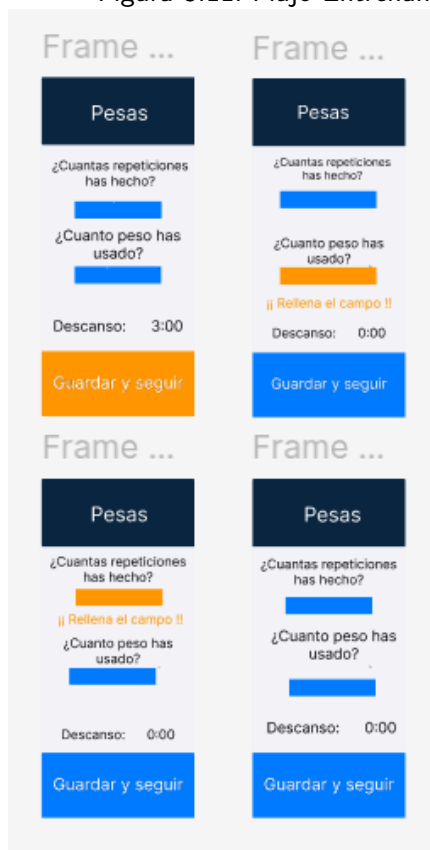 Frame ...
Pesas
¿Cuantas repeticiones
has hecho?
¿Cuanto peso has
usado?
Descanso: 3:00
Guardar y seguir
Frame ...
Pesas
¿Cuantas repeticiones
has hecho?
¿Cuanto peso has
usado?
¡¡ Rellena el campo !!
Descanso: 0:00
Guardar y seguir
Frame ...
Pesas
¿Cuantas repeticiones
has hecho?
¡¡ Rellena el campo !!
¿Cuanto peso has
usado?
Descanso: 0:00
Guardar y seguir
Frame ...
Pesas
¿Cuantas repeticiones
has hecho?
¿Cuanto peso has
usado?
Descanso: 0:00
Guardar y seguir